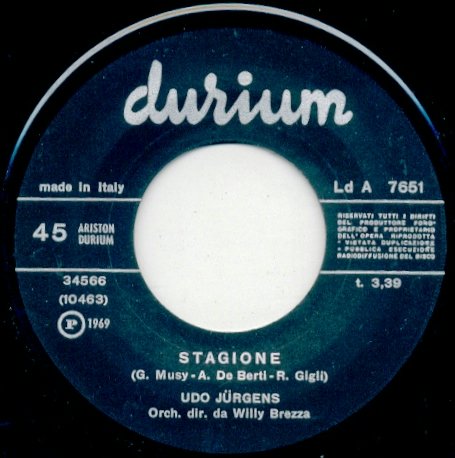 durium
made in Italy
Ld A 7651
45 ARISTON
DURIUM
RISERVATI TUTTI I DIRITTI
DEL PRODUTTORE FONO-
GRAFICO E PROPRIETARIO
DELL'OPERA RIPRODOTTA
• VIETATA DUPLICAZIONE
• PUBBLICA ESECUZIONE
RADIODIFFUSIONE DEL DISCO
34566
(10463)
t. 3,39
℗ 1969
STAGIONE
(G. Musy - A. De Berti - R. Gigli)
UDO JÜRGENS
Orch. dir. da Willy Brezza